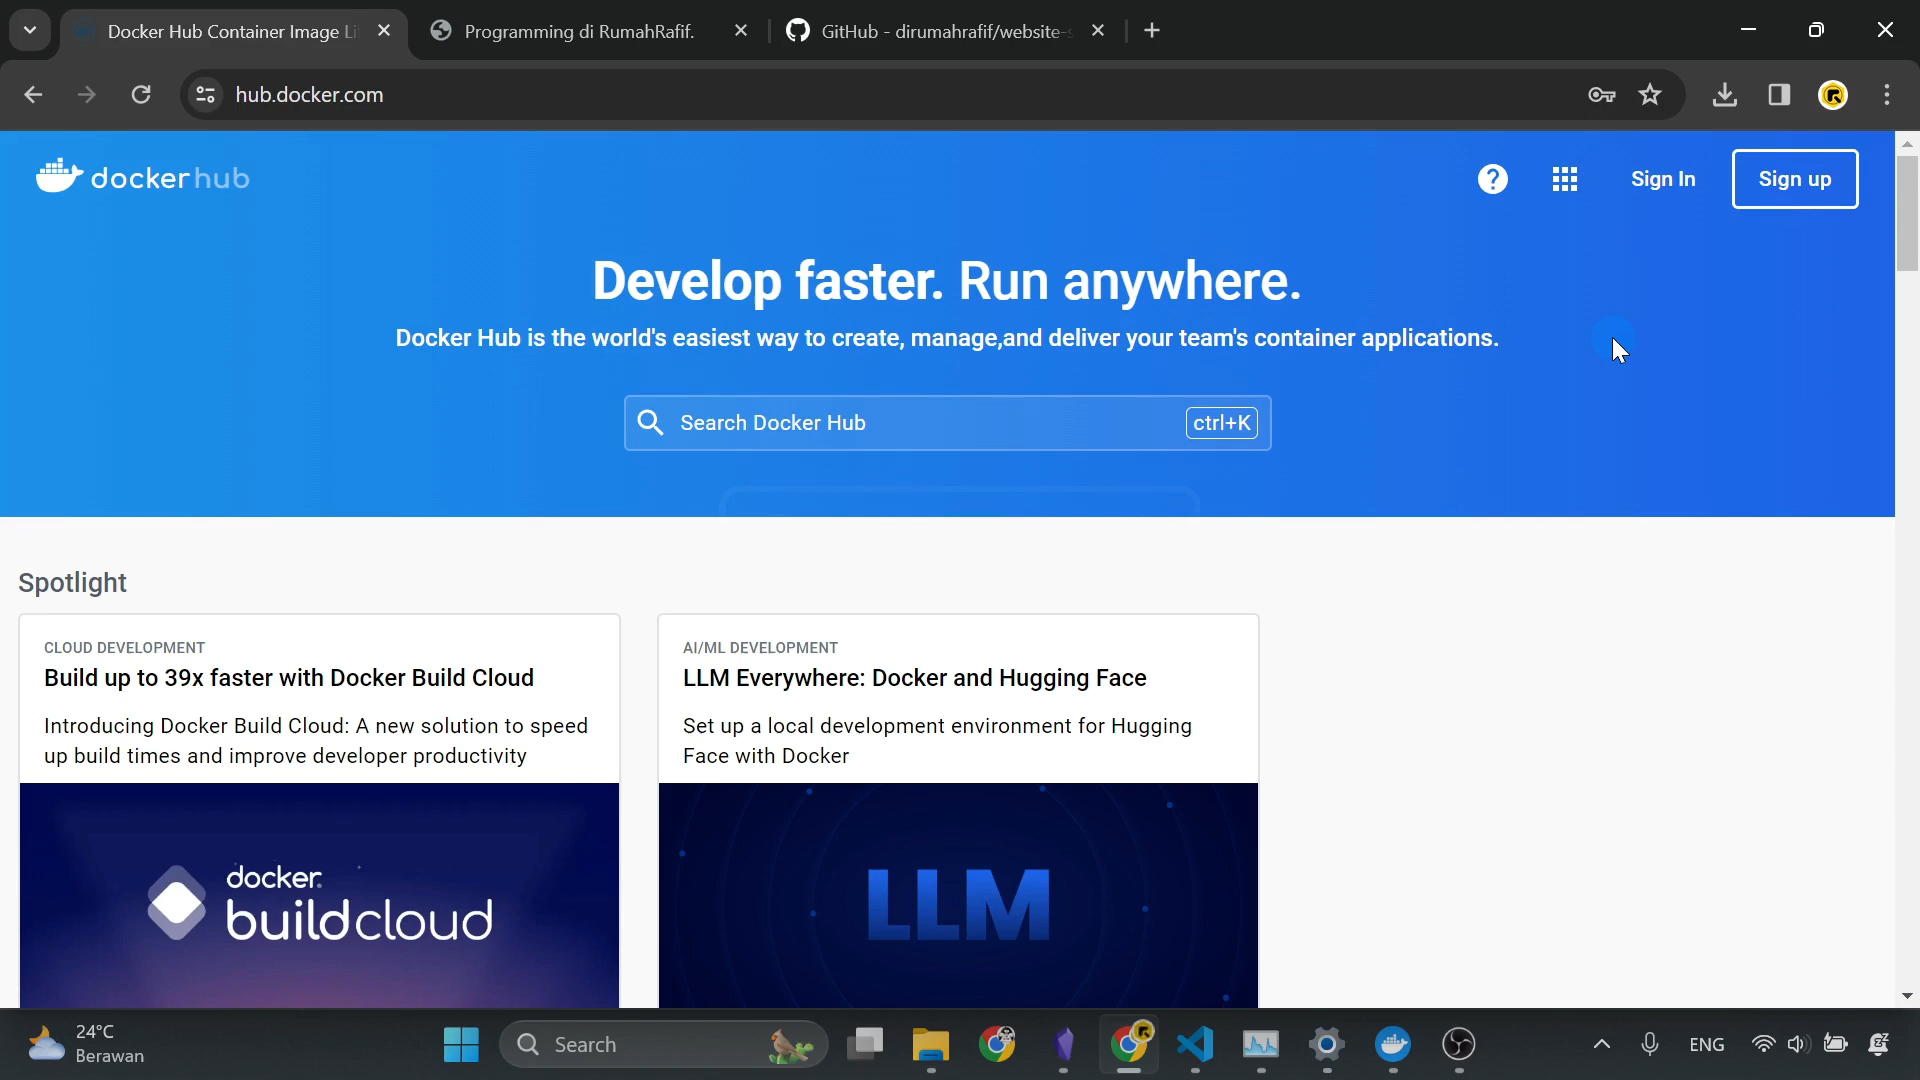 Docker Hub Container Image Li
Programming di RumahRafif.
GitHub - dirumahrafif/website-s
hub.docker.com
dockerhub
Sign In
Sign up
Develop faster. Run anywhere.
Docker Hub is the world's easiest way to create, manage,and deliver your team's container applications.
Search Docker Hub
ctrl+K
Spotlight
CLOUD DEVELOPMENT
Build up to 39x faster with Docker Build Cloud
Introducing Docker Build Cloud: A new solution to speed
up build times and improve developer productivity
docker.
buildcloud
AI/ML DEVELOPMENT
LLM Everywhere: Docker and Hugging Face
Set up a local development environment for Hugging
Face with Docker
LLM
24°C
Berawan
Search
ENG